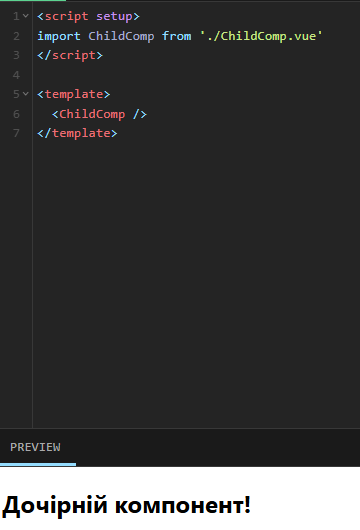 1 <script setup>
2 import ChildComp from './ChildComp.vue'
3 </script>
4
5 <template>
6 <ChildComp />
7 </template>
PREVIEW
Дочірній компонент!